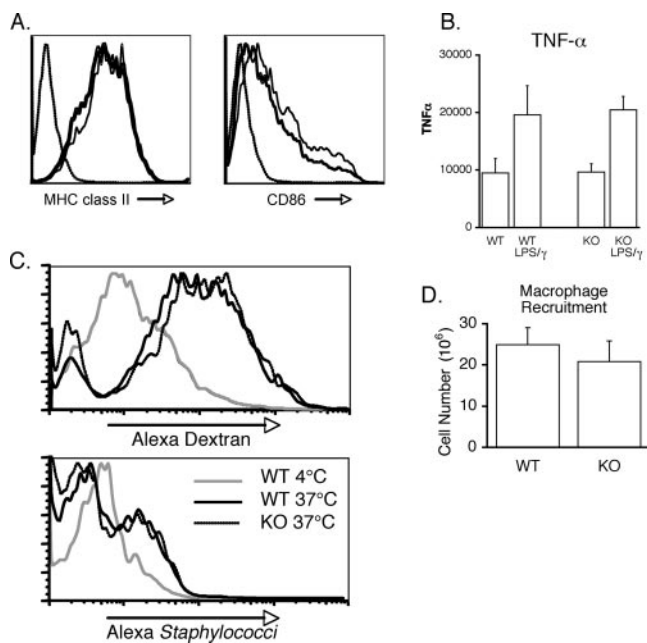 A.
MHC class II
CD86
B.
TNF-α
TNFα
30000
20000
10000
0
WT
WT
LPS/γ
KO
KO
LPS/γ
C.
Alexa Dextran
WT 4°C
WT 37°C
KO 37°C
Alexa Staphylococci
D.
Macrophage
Recruitment
Cell Number (10⁶)
30
20
10
0
WT
KO